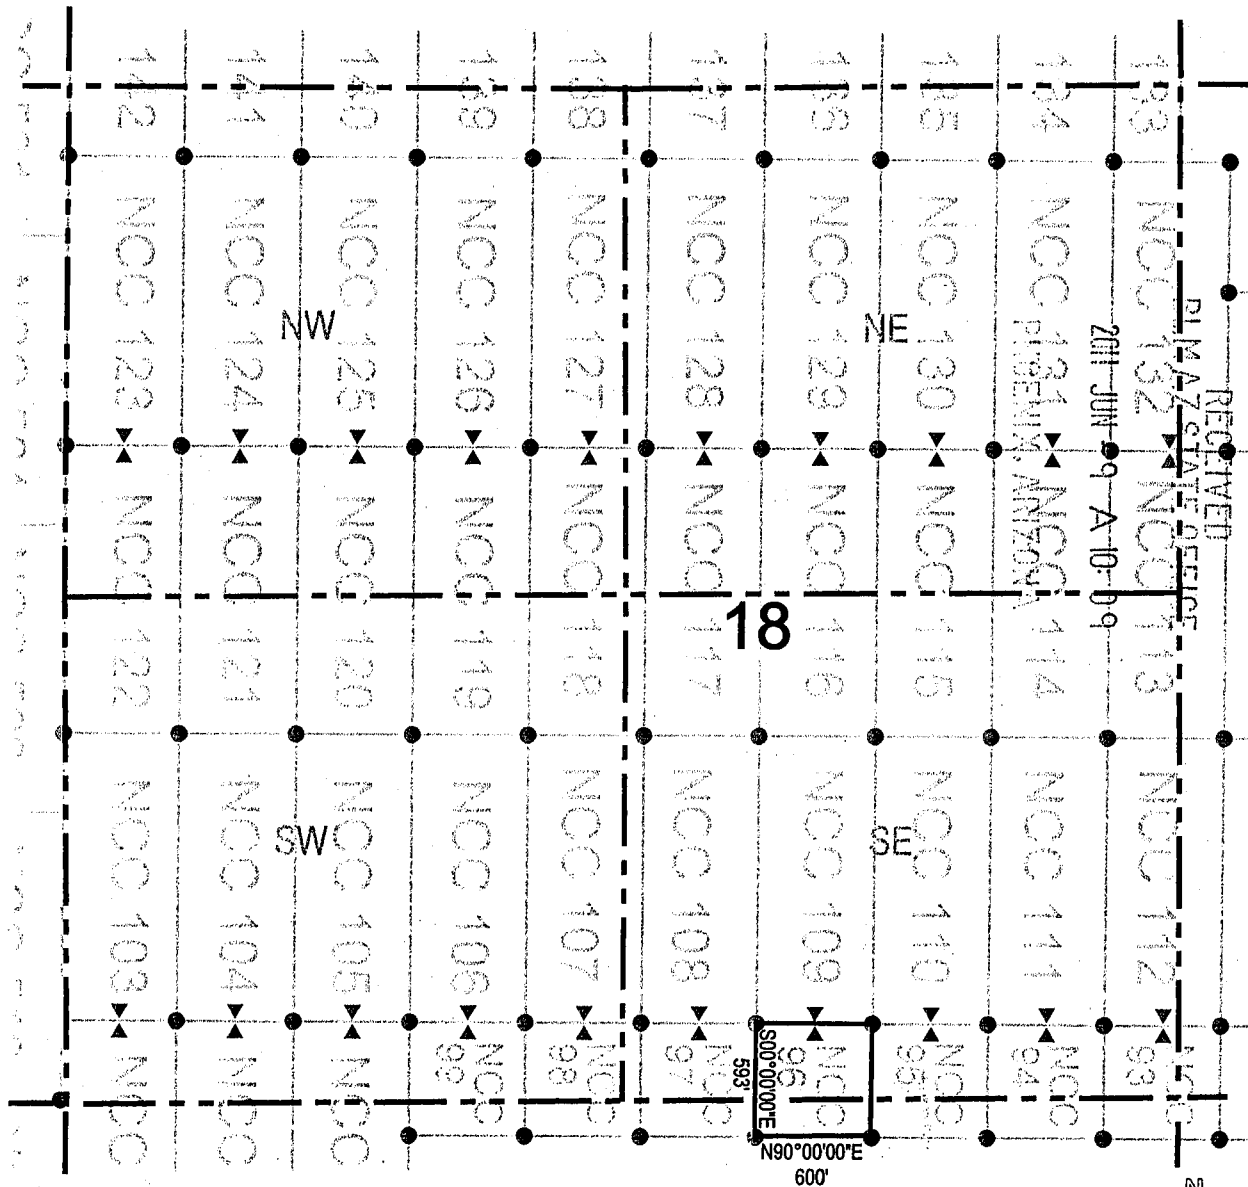 142 141 140 139 138 137 136 135 134 133
NCC 123 NCC 124 NCC 125 NCC 126 NCC 127 NCC 128 NCC 129 NCC 130 NCC 131 NCC 132
NW NE
RECEIVED
BLM AZ STATE OFFICE
2011 JUN -9 A 10:09
PHOENIX, ARIZONA
NCC 122 NCC 121 NCC 120 NCC 119 NCC 118 NCC 117 NCC 116 NCC 115 NCC 114 NCC 113
18
NCC 103 NCC 104 NCC 105 NCC 106 NCC 107 NCC 108 NCC 109 NCC 110 NCC 111 NCC 112
SW SE
NCC NCC NCC NCC 99 NCC 98 NCC 97 NCC 96 NCC 95 NCC 94 NCC 93
S00°00'00"E
593'
N90°00'00"E
600'
N